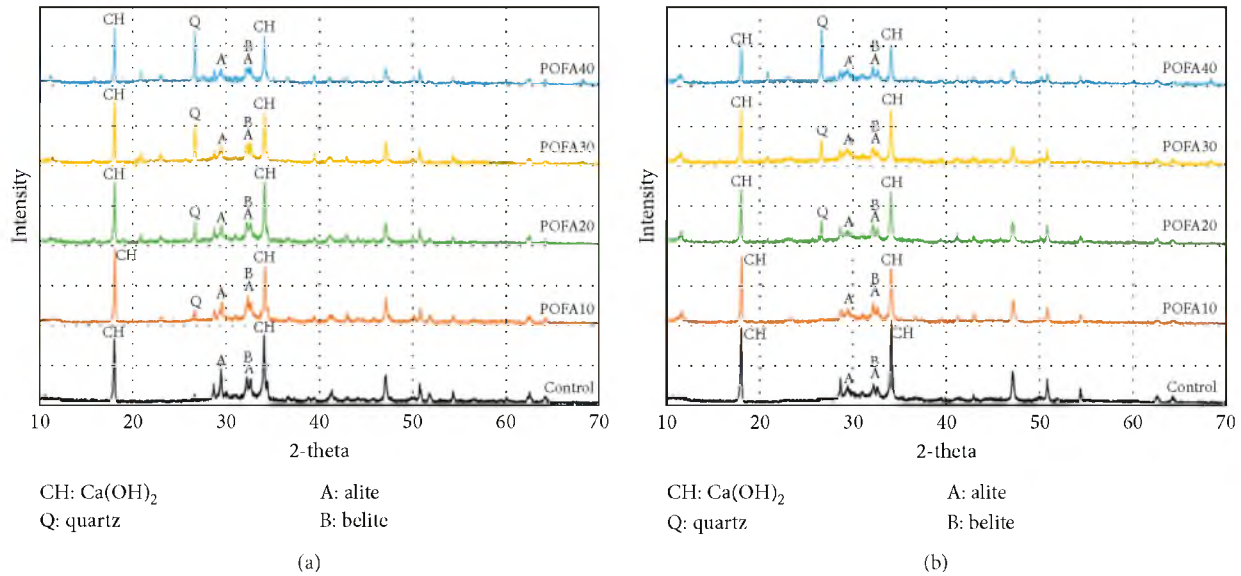 CH
Q
B
A
A
CH
POFA40
CH
Q
B
A
A
CH
POFA30
CH
Q
B
A
A
CH
POFA20
CH
Q
B
A
A
CH
POFA10
CH
B
A
A
CH
Control
Intensity
10 20 30 40 50 60 70
2-theta
CH: Ca(OH)2
A: alite
Q: quartz
B: belite
(a)
CH
Q
B
A
A
CH
POFA40
CH
Q
B
A
A
CH
POFA30
CH
Q
B
A
A
CH
POFA20
CH
B
A
A
CH
POFA10
CH
B
A
A
CH
Control
Intensity
10 20 30 40 50 60 70
2-theta
CH: Ca(OH)2
A: alite
Q: quartz
B: belite
(b)